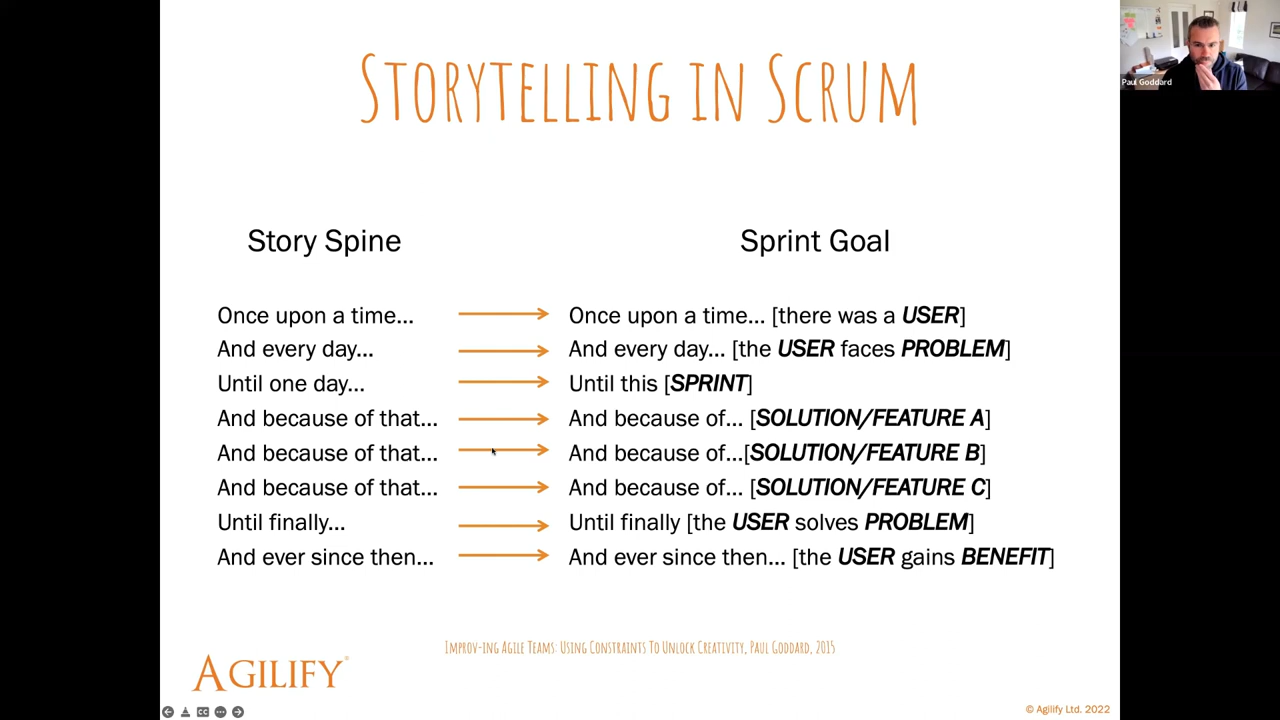 STORYTELLING IN SCRUM
Paul Goddard
Story Spine
Sprint Goal
Once upon a time...
Once upon a time... [there was a USER]
And every day...
And every day... [the USER faces PROBLEM]
Until one day...
Until this [SPRINT]
And because of that...
And because of... [SOLUTION/FEATURE A]
And because of that...
And because of...[SOLUTION/FEATURE B]
And because of that...
And because of... [SOLUTION/FEATURE C]
Until finally...
Until finally [the USER solves PROBLEM]
And ever since then...
And ever since then... [the USER gains BENEFIT]
IMPROV-ING AGILE TEAMS: USING CONSTRAINTS TO UNLOCK CREATIVITY, PAUL GODDARD, 2015
AGILIFY®
CC
© Agilify Ltd. 2022